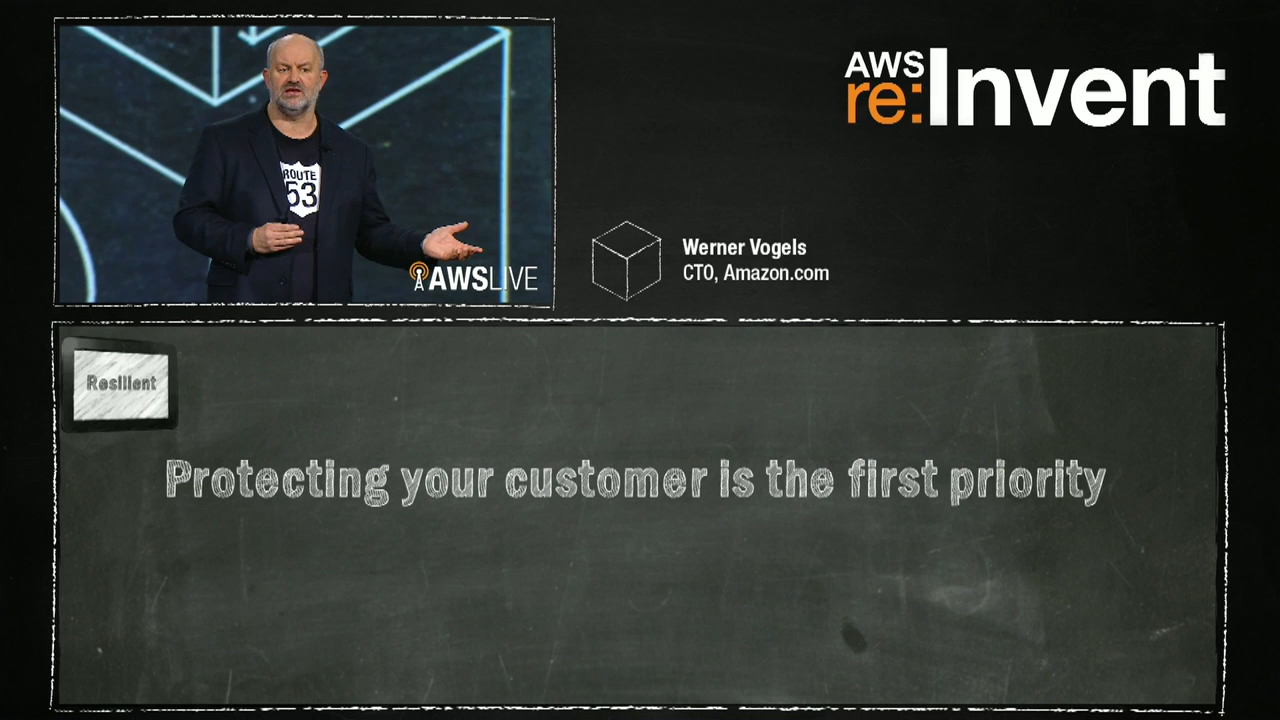 AWS
re:Invent
ROUTE
53
AWSLIVE
Werner Vogels
CTO, Amazon.com
Resilient
Protecting your customer is the first priority